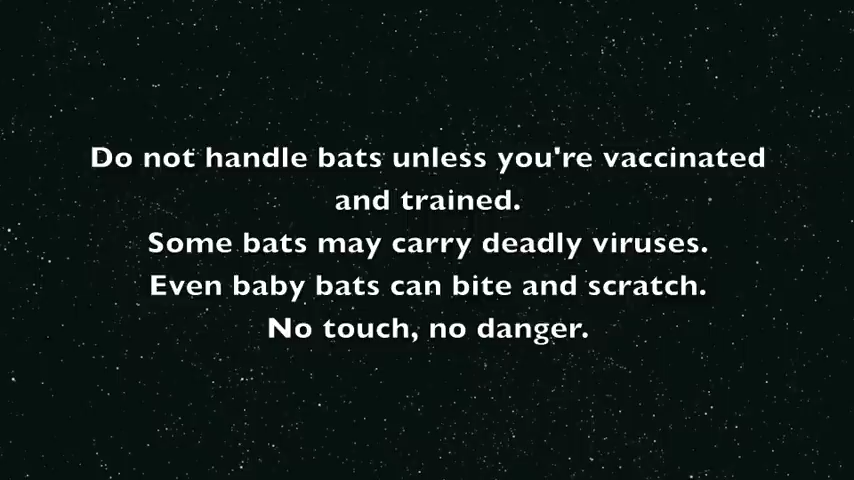 Do not handle bats unless you're vaccinated
and trained.
Some bats may carry deadly viruses.
Even baby bats can bite and scratch.
No touch, no danger.